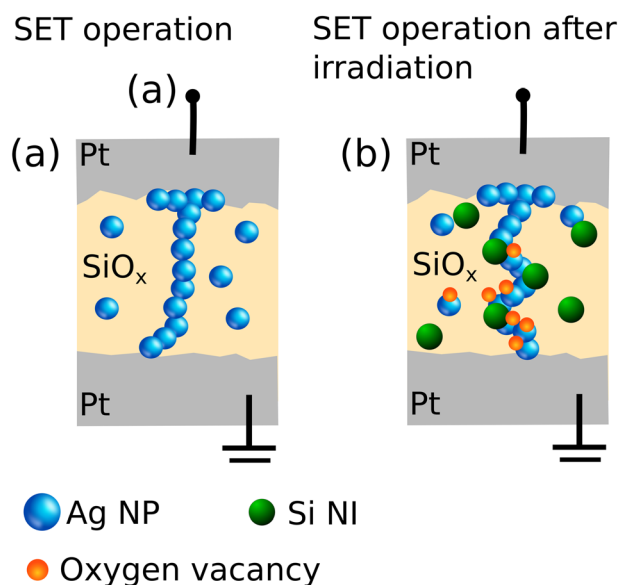 SET operation
SET operation after
irradiation
(a)
(a)
Pt
SiOx
Pt
(b)
Pt
SiOx
Pt
Ag NP
Si NI
Oxygen vacancy